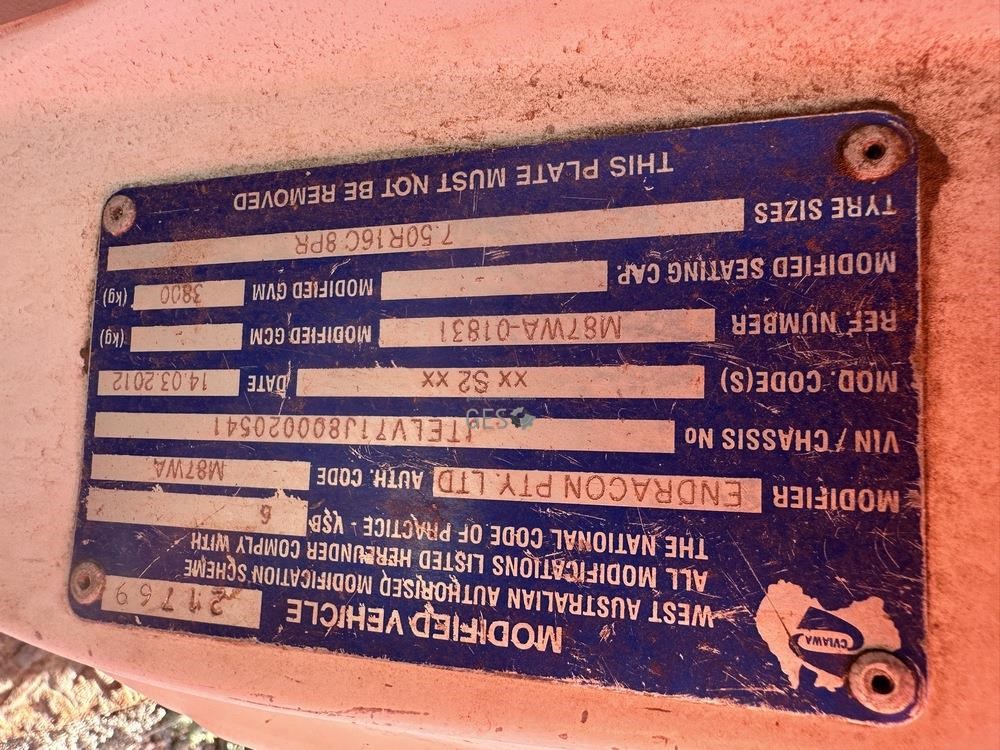 MODIFIED VEHICLE 21769
WEST AUSTRALIAN AUTHORISED MODIFICATION SCHEME
ALL MODIFICATIONS LISTED HEREUNDER COMPLY WITH
THE NATIONAL CODE OF PRACTICE - VSB 6
CVIAWA
MODIFIER ENDRACON PTY. LTD AUTH. CODE M87WA
VIN / CHASSIS No JTELV71J800020541
MOD. CODE(S) xx S2 xx DATE 14.03.2012
REF. NUMBER M87WA-01831 MODIFIED GCM - (kg)
MODIFIED SEATING CAP. - MODIFIED GVM 3800 (kg)
TYRE SIZES 7.50R16C 8PR
THIS PLATE MUST NOT BE REMOVED
GES